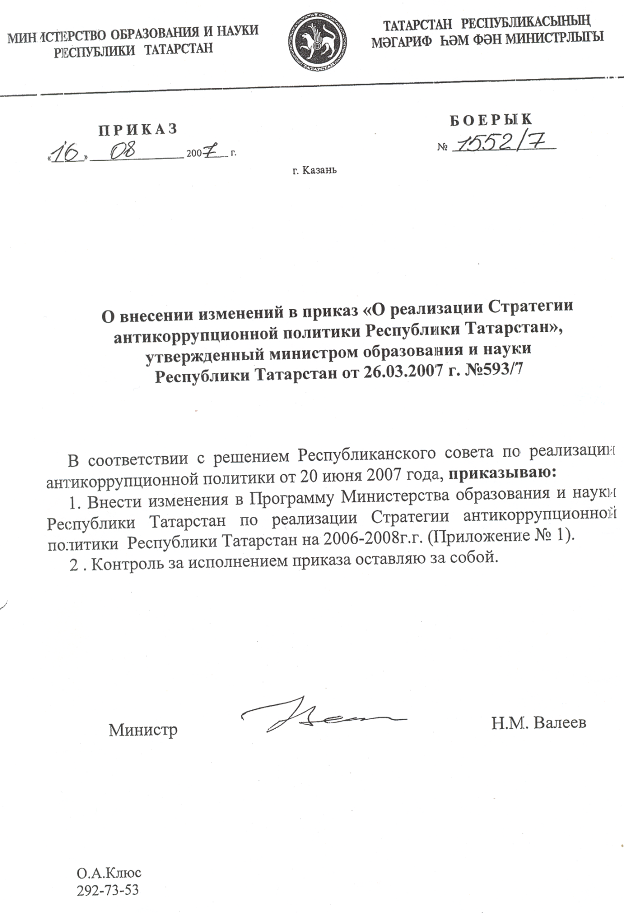 МИНИСТЕРСТВО ОБРАЗОВАНИЯ И НАУКИ
РЕСПУБЛИКИ ТАТАРСТАН
ТАТАРСТАН РЕСПУБЛИКАСЫНЫҢ
МӘГАРИФ ҺӘМ ФӘН МИНИСТРЛЫГЫ
ПРИКАЗ
БОЕРЫК
«16» 08 2007 г.
№ 1552/7
г. Казань
О внесении изменений в приказ «О реализации Стратегии
антикоррупционной политики Республики Татарстан»,
утвержденный министром образования и науки
Республики Татарстан от 26.03.2007 г. №593/7
В соответствии с решением Республиканского совета по реализации
антикоррупционной политики от 20 июня 2007 года, приказываю:
1. Внести изменения в Программу Министерства образования и науки
Республики Татарстан по реализации Стратегии антикоррупционной
политики Республики Татарстан на 2006-2008г.г. (Приложение № 1).
2 . Контроль за исполнением приказа оставляю за собой.
Министр
Н.М. Валеев
О.А.Клюс
292-73-53